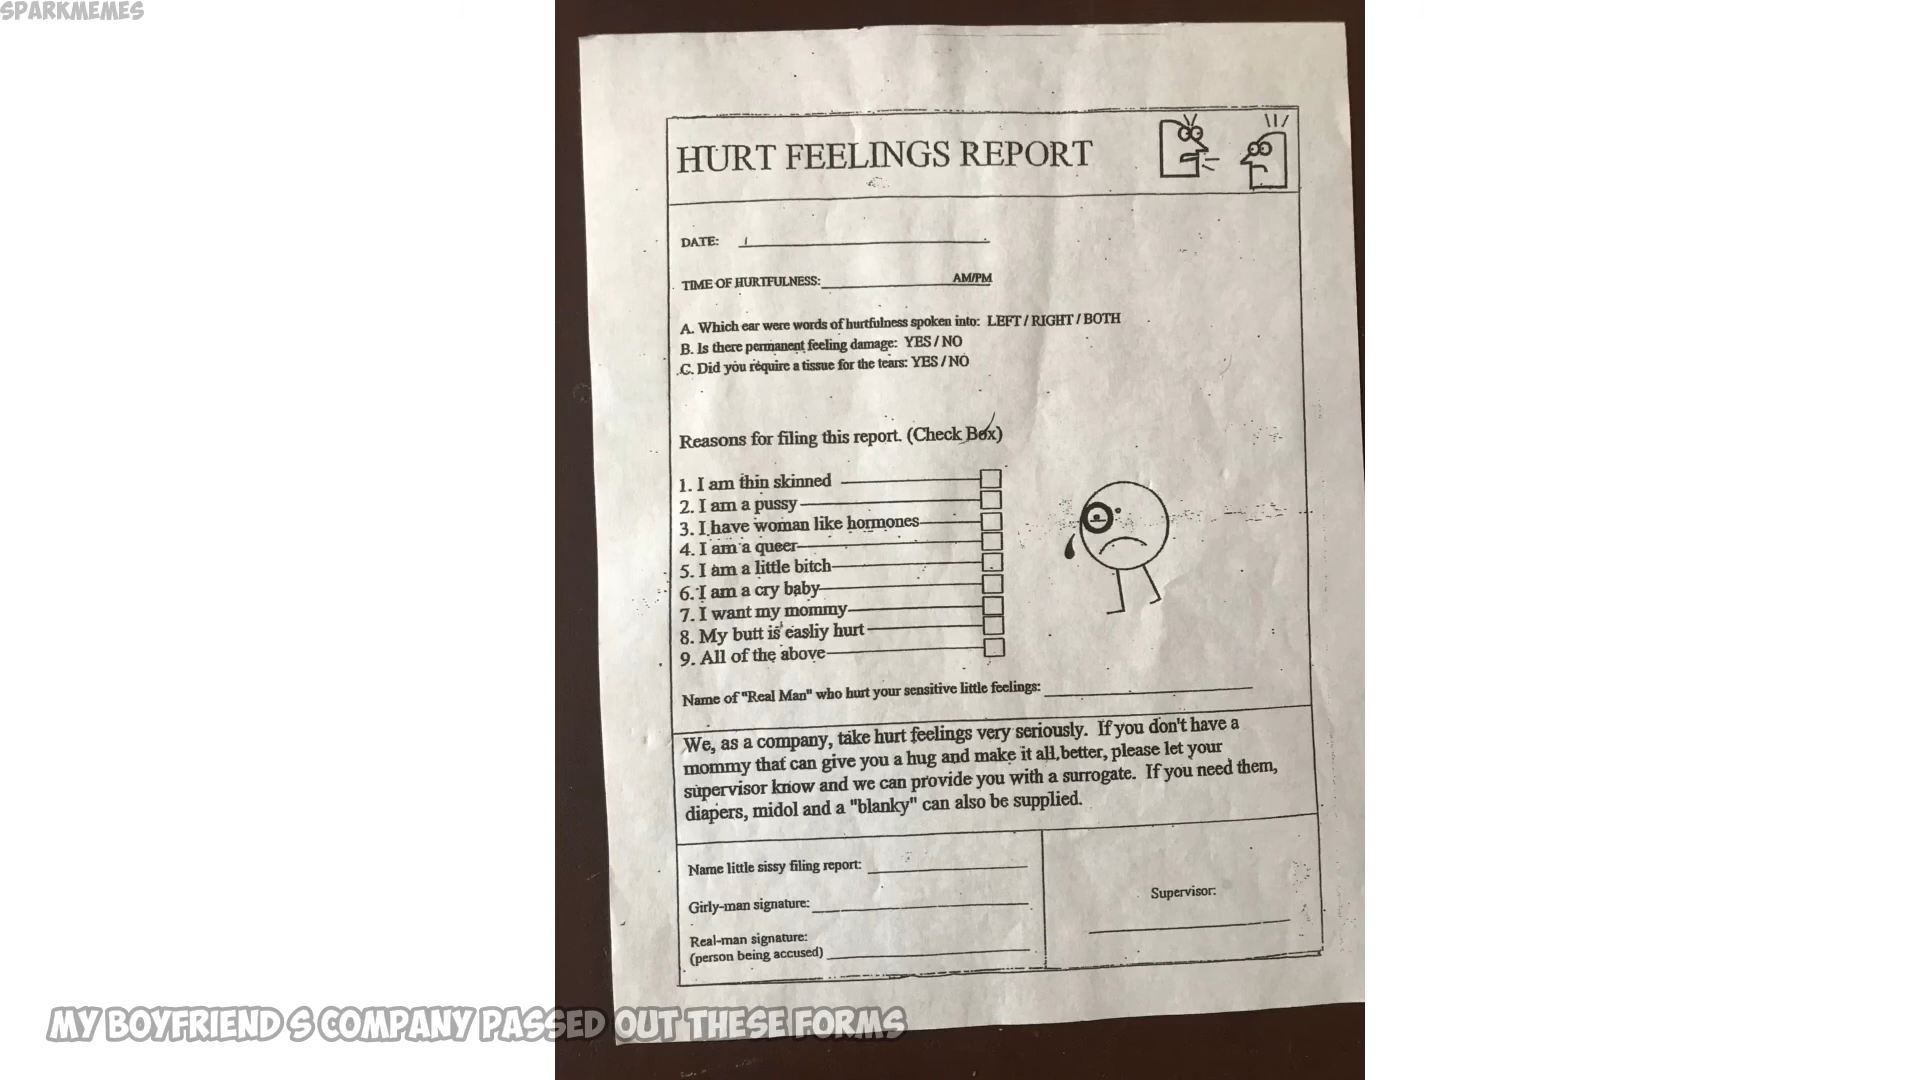 SPARKMEMES
HURT FEELINGS REPORT
DATE:
TIME OF HURTFULNESS: AM/PM
A. Which ear were words of hurtfulness spoken into: LEFT / RIGHT / BOTH
B. Is there permanent feeling damage: YES / NO
C. Did you require a tissue for the tears: YES / NO
Reasons for filing this report. (Check Box)
1. I am thin skinned
2. I am a pussy
3. I have woman like hormones
4. I am a queer
5. I am a little bitch
6. I am a cry baby
7. I want my mommy
8. My butt is easliy hurt
9. All of the above
Name of "Real Man" who hurt your sensitive little feelings:
We, as a company, take hurt feelings very seriously. If you don't have a
mommy that can give you a hug and make it all better, please let your
supervisor know and we can provide you with a surrogate. If you need them,
diapers, midol and a "blanky" can also be supplied.
Name little sissy filing report:
Girly-man signature:
Real-man signature:
(person being accused)
Supervisor:
MY BOYFRIEND S COMPANY PASSED OUT THESE FORMS